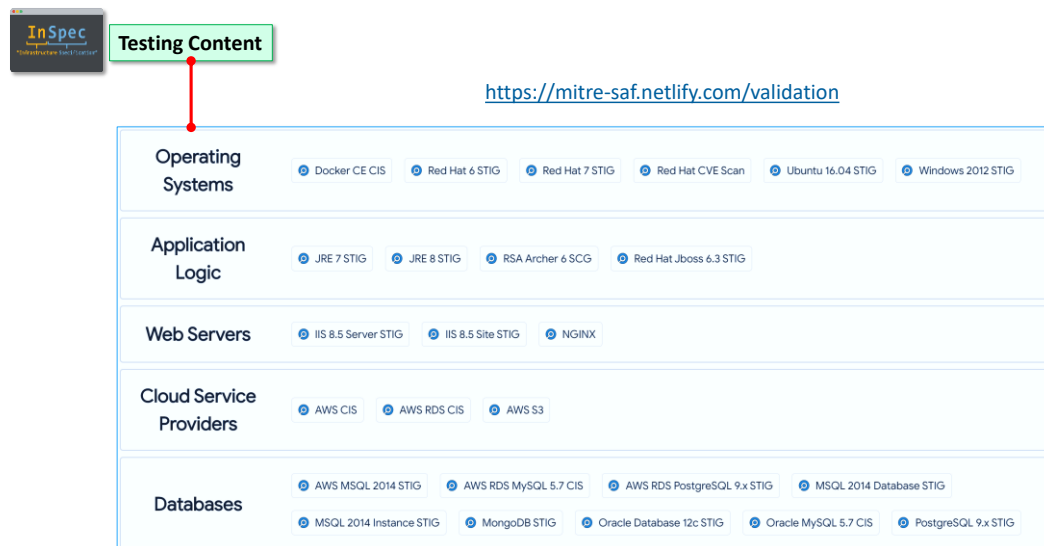 InSpec
"Infrastructure Specification"
Testing Content
https://mitre-saf.netlify.com/validation
Operating
Systems
Docker CE CIS
Red Hat 6 STIG
Red Hat 7 STIG
Red Hat CVE Scan
Ubuntu 16.04 STIG
Windows 2012 STIG
Application
Logic
JRE 7 STIG
JRE 8 STIG
RSA Archer 6 SCG
Red Hat Jboss 6.3 STIG
Web Servers
IIS 8.5 Server STIG
IIS 8.5 Site STIG
NGINX
Cloud Service
Providers
AWS CIS
AWS RDS CIS
AWS S3
Databases
AWS MSQL 2014 STIG
AWS RDS MySQL 5.7 CIS
AWS RDS PostgreSQL 9.x STIG
MSQL 2014 Database STIG
MSQL 2014 Instance STIG
MongoDB STIG
Oracle Database 12c STIG
Oracle MySQL 5.7 CIS
PostgreSQL 9.x STIG